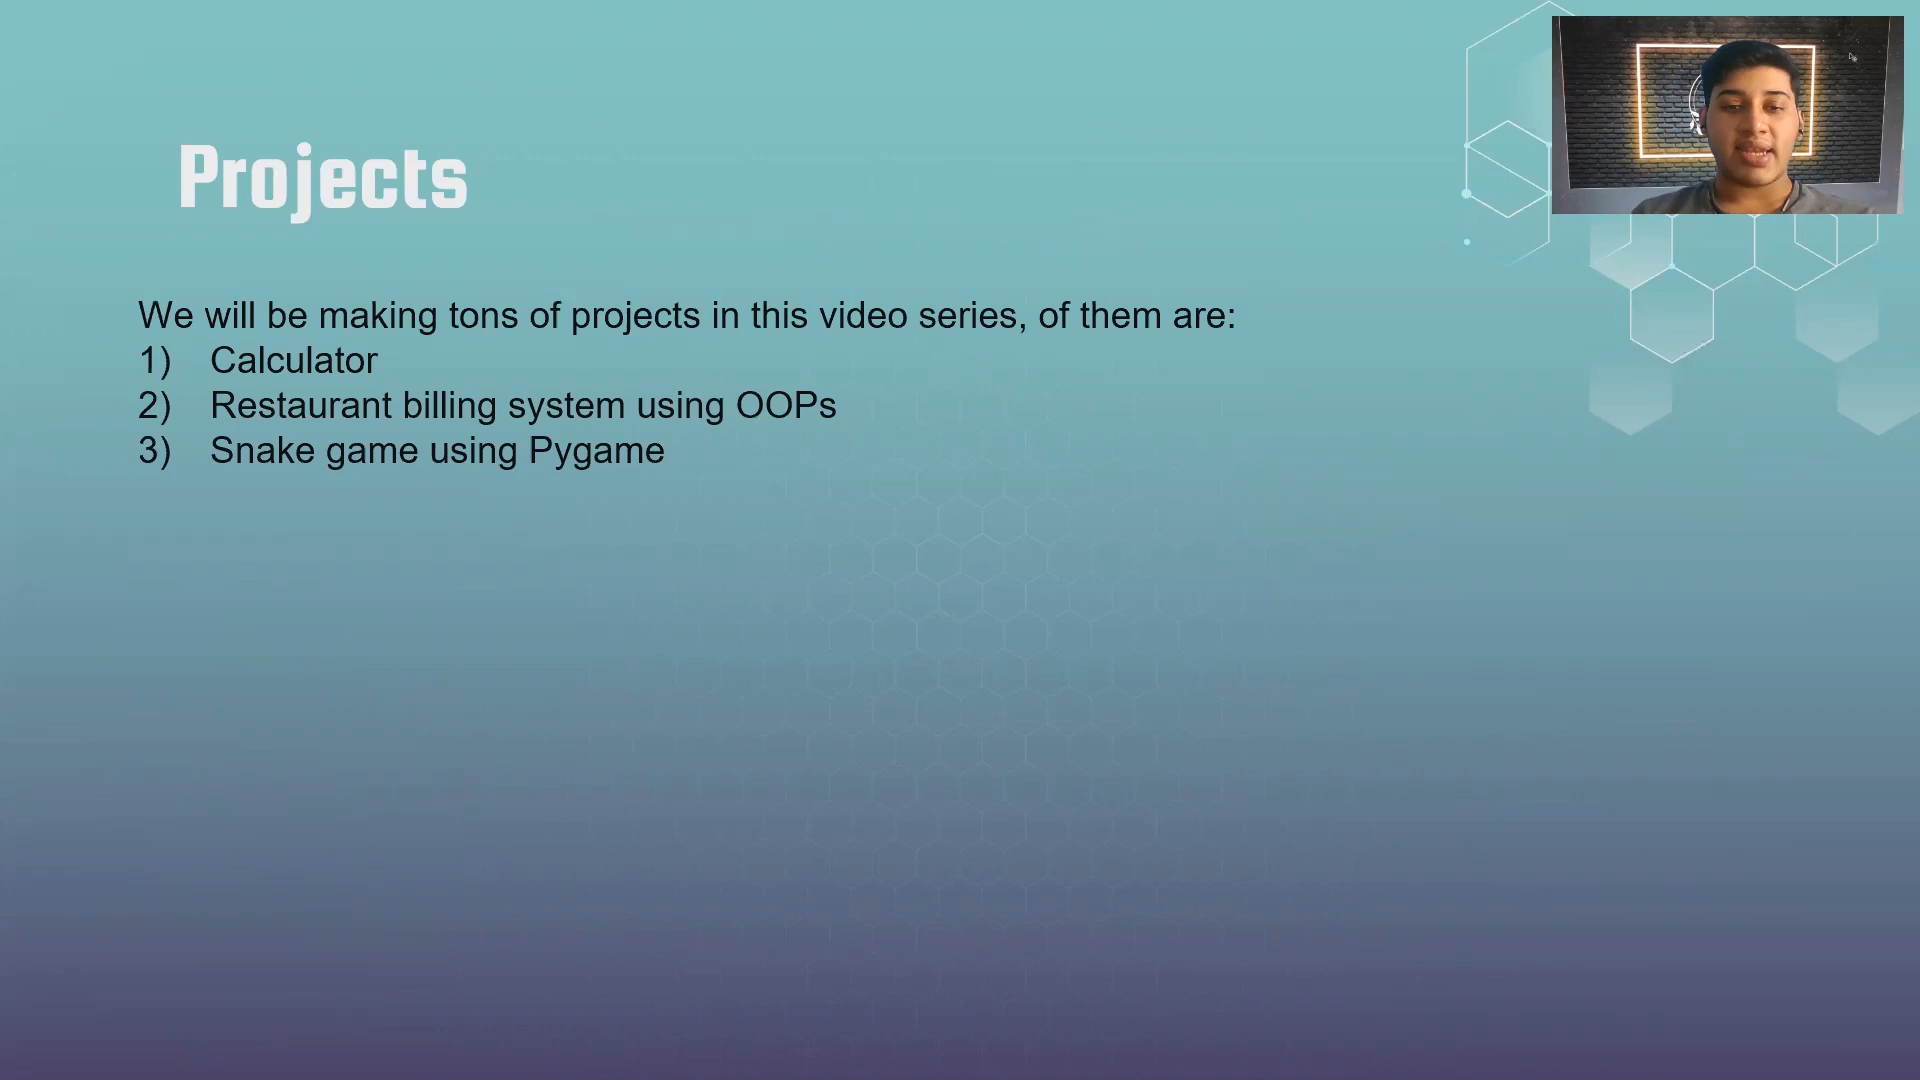 Projects
We will be making tons of projects in this video series, of them are:
1) Calculator
2) Restaurant billing system using OOPs
3) Snake game using Pygame